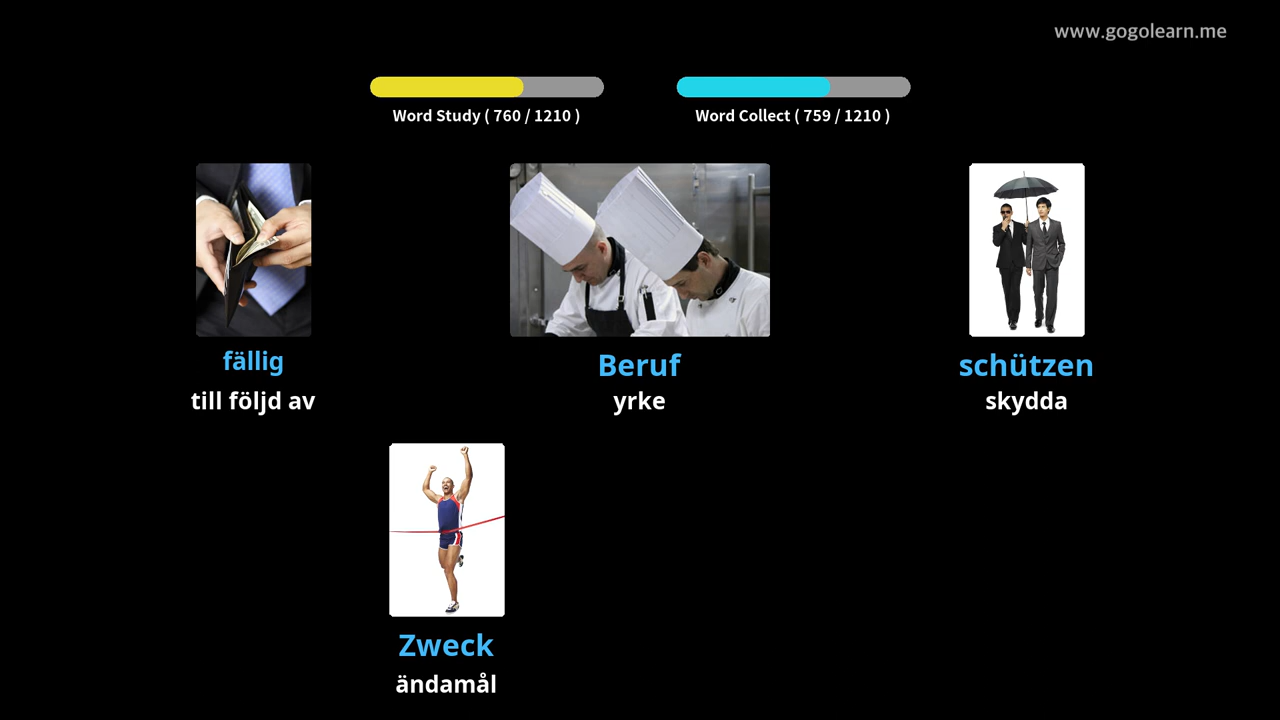 www.gogolearn.me
Word Study ( 760 / 1210 )
Word Collect ( 759 / 1210 )
fällig
till följd av
Beruf
yrke
schützen
skydda
Zweck
ändamål